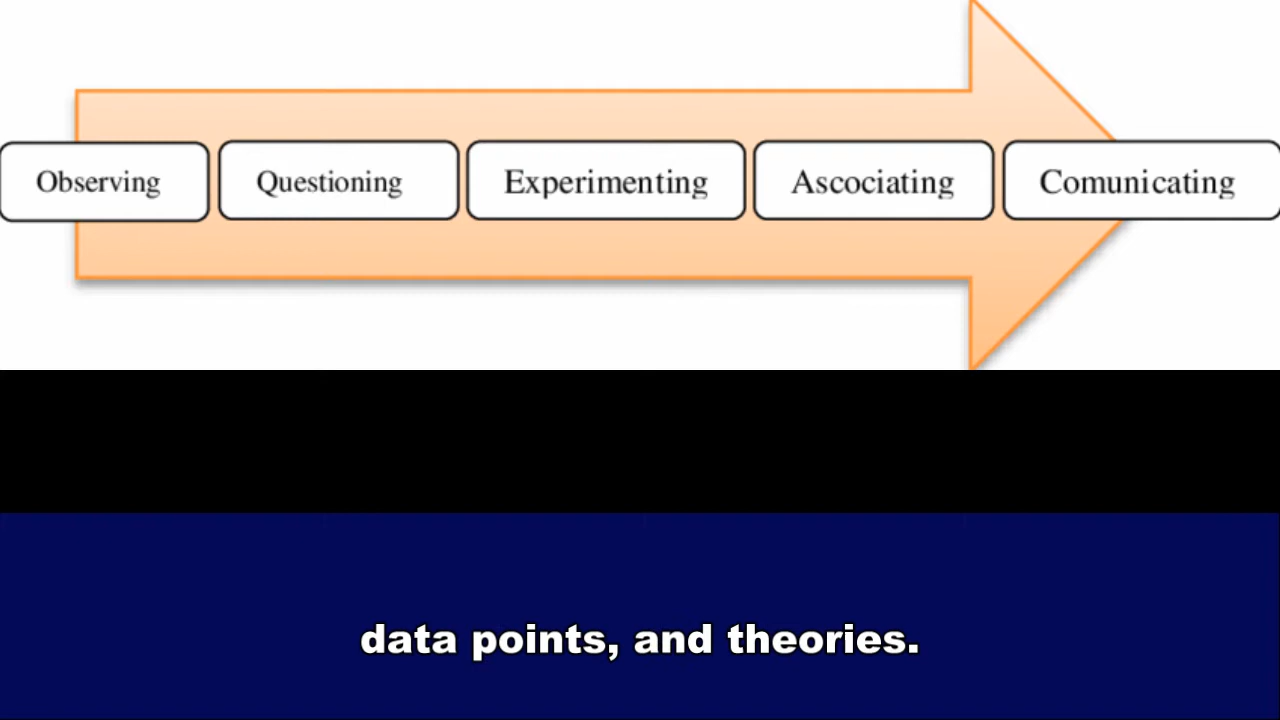 Observing Questioning Experimenting Ascociating Comunicating
data points, and theories.